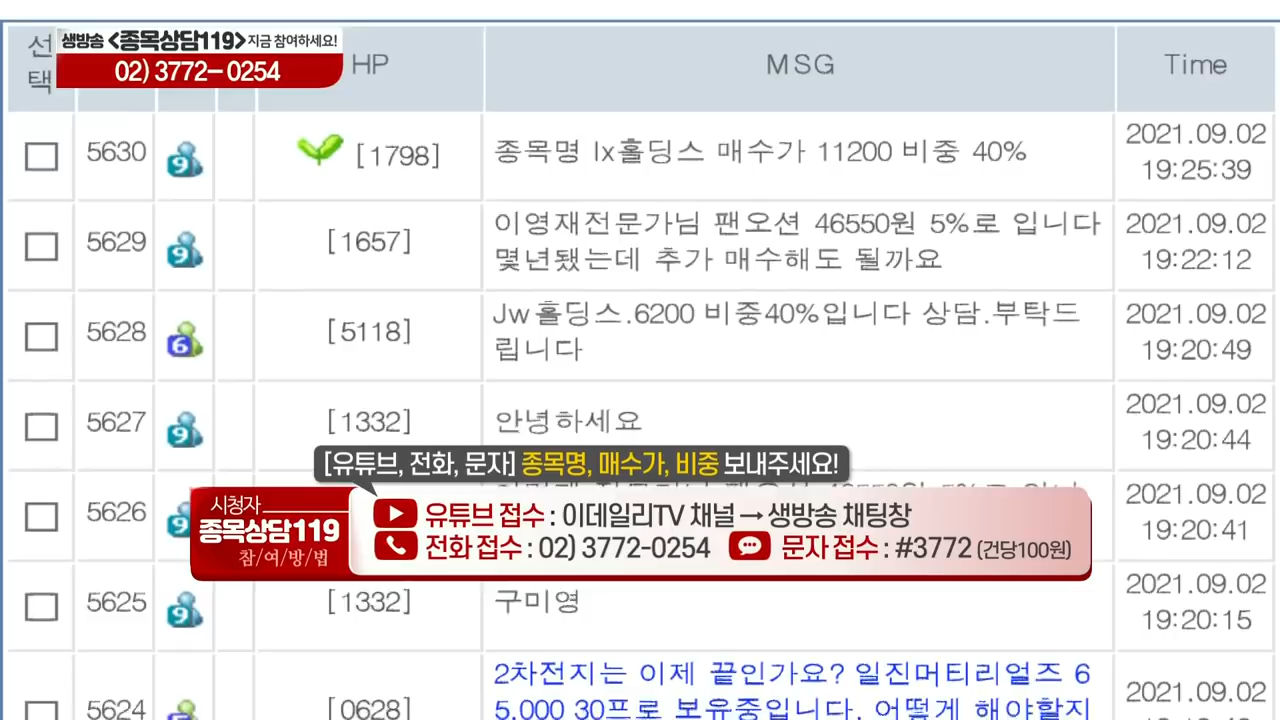 생방송 <종목상담119> 지금 참여하세요!
02) 3772-0254
선택 HP MSG Time
5630 [1798] 종목명 lx홀딩스 매수가 11200 비중 40% 2021.09.02 19:25:39
5629 [1657] 이영재전문가님 팬오션 46550원 5%로 입니다 2021.09.02
몇년됐는데 추가 매수해도 될까요 19:22:12
5628 [5118] Jw홀딩스.6200 비중40%입니다 상담.부탁드 2021.09.02
립니다 19:20:49
5627 [1332] 안녕하세요 2021.09.02 19:20:44
[유튜브, 전화, 문자] 종목명, 매수가, 비중 보내주세요!
5626 2021.09.02 19:20:41
시청자
종목상담119
참/여/방/법
유튜브 접수 : 이데일리TV 채널 → 생방송 채팅창
전화 접수 : 02) 3772-0254 문자 접수 : #3772 (건당100원)
5625 [1332] 구미영 2021.09.02 19:20:15
5624 [0628] 2차전지는 이제 끝인가요? 일진머티리얼즈 6 2021.09.02
5.000 30프로 보유중입니다. 어떻게 해야할지